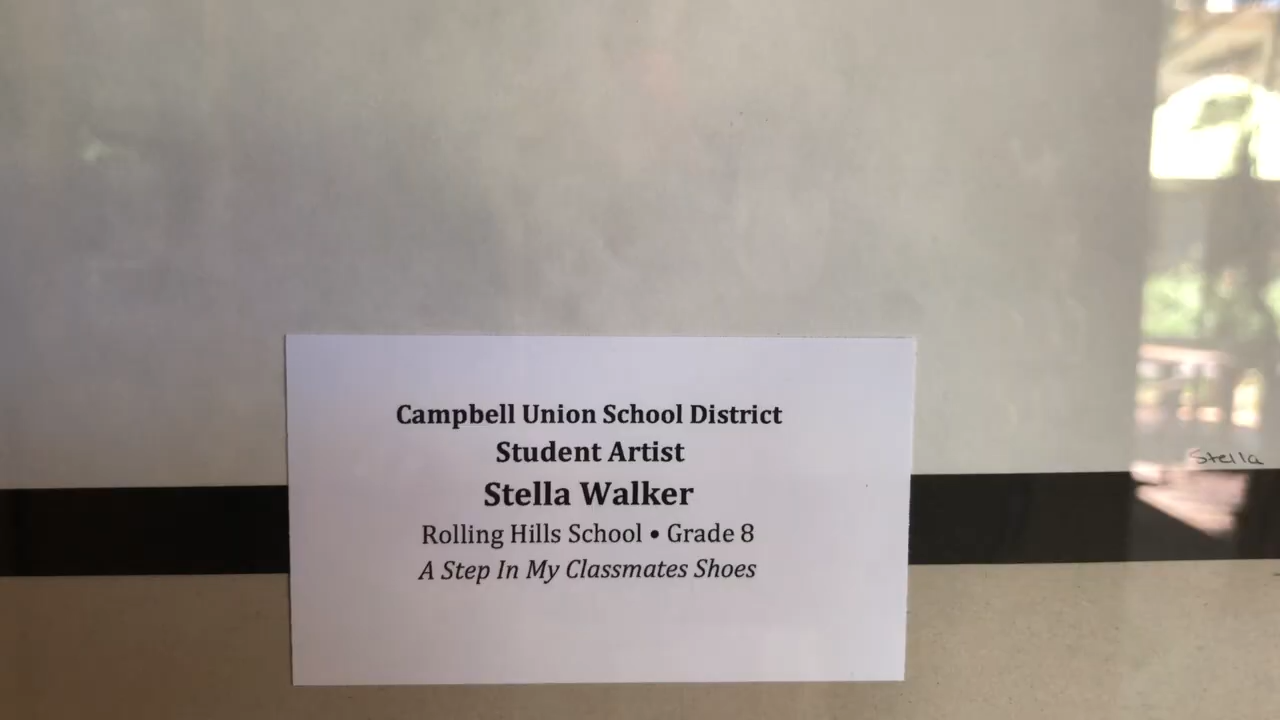 Campbell Union School District
Student Artist
Stella Walker
Rolling Hills School • Grade 8
A Step In My Classmates Shoes
Stella